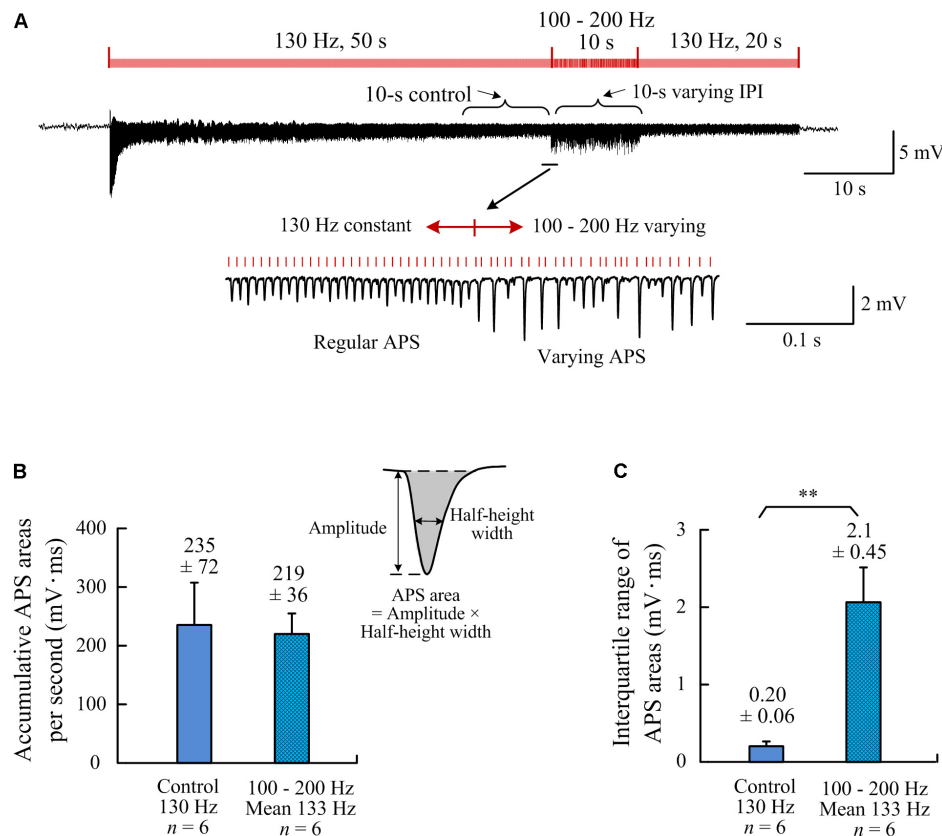 A
100 - 200 Hz
130 Hz, 50 s
10 s
130 Hz, 20 s
10-s control
10-s varying IPI
5 mV
10 s
130 Hz constant
100 - 200 Hz varying
2 mV
0.1 s
Regular APS
Varying APS
B
Accumulative APS areas
per second (mV·ms)
400
300
200
100
0
235
± 72
219
± 36
Control
130 Hz
n = 6
100 - 200 Hz
Mean 133 Hz
n = 6
Amplitude
Half-height
width
APS area
= Amplitude ×
Half-height width
C
Interquartile range of
APS areas (mV·ms)
3
2
1
0
**
0.20
± 0.06
2.1
± 0.45
Control
130 Hz
n = 6
100 - 200 Hz
Mean 133 Hz
n = 6